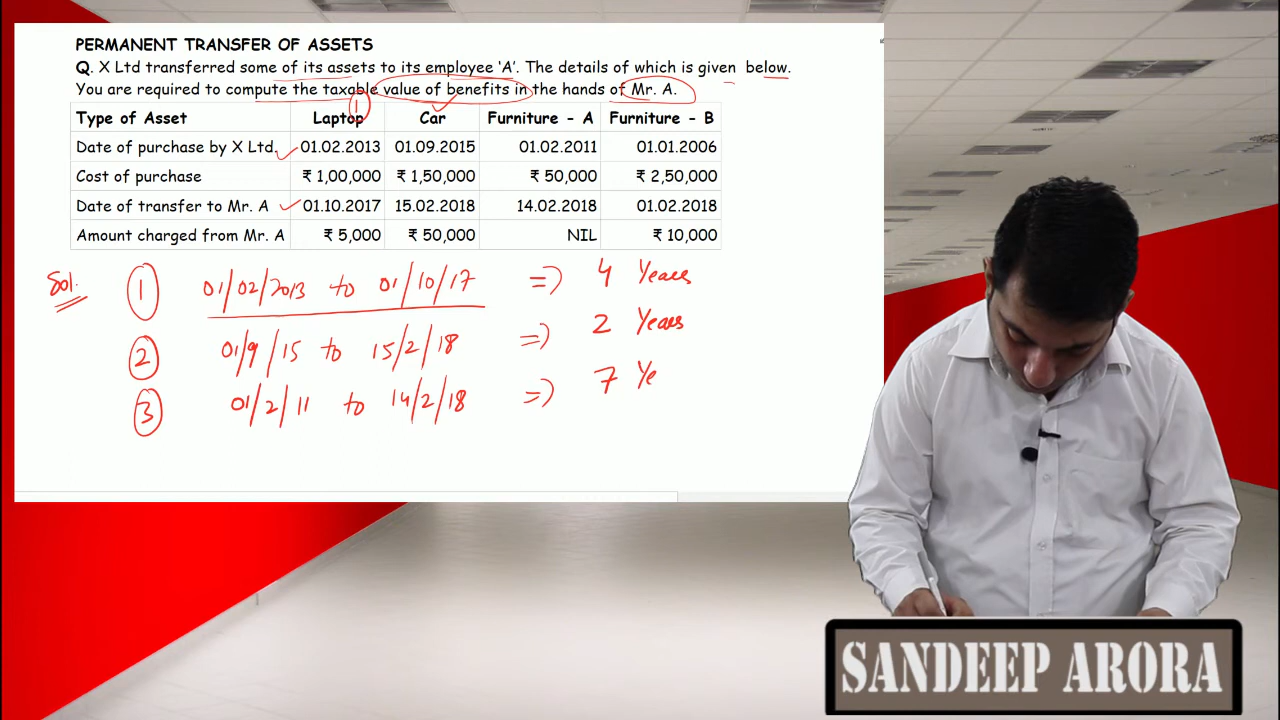 PERMANENT TRANSFER OF ASSETS
Q. X Ltd transferred some of its assets to its employee ‘A’. The details of which is given below.
You are required to compute the taxable value of benefits in the hands of Mr. A.
1
Type of Asset Laptop Car Furniture - A Furniture - B
Date of purchase by X Ltd. 01.02.2013 01.09.2015 01.02.2011 01.01.2006
Cost of purchase ₹ 1,00,000 ₹ 1,50,000 ₹ 50,000 ₹ 2,50,000
Date of transfer to Mr. A 01.10.2017 15.02.2018 14.02.2018 01.02.2018
Amount charged from Mr. A ₹ 5,000 ₹ 50,000 NIL ₹ 10,000
Sol. 1 01/02/2013 to 01/10/17 => 4 Years
2 01/9/15 to 15/2/18 => 2 Years
3 01/2/11 to 14/2/18 => 7 Ye
SANDEEP ARORA